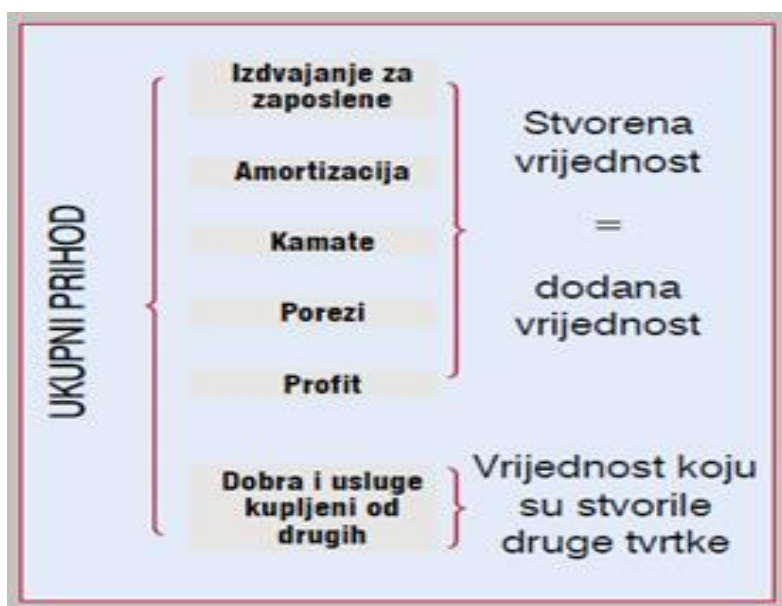 UKUPNI PRIHOD
Izdvajanje za
zaposlene
Amortizacija
Kamate
Porezi
Profit
Stvorena
vrijednost
=
dodana
vrijednost
Dobra i usluge
kupljeni od
drugih
Vrijednost koju
su stvorile
druge tvrtke